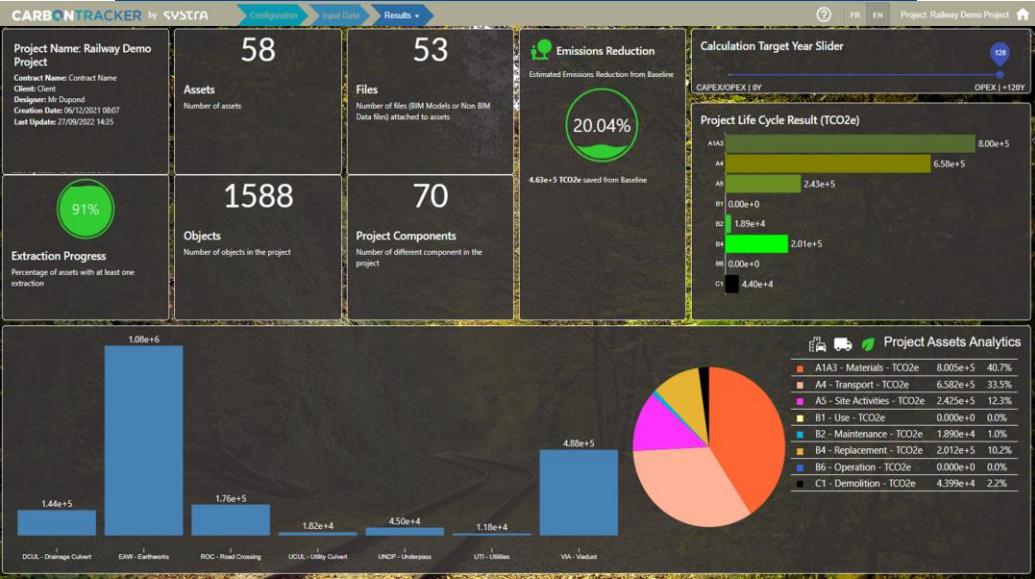 CARBONTRACKER by SYSTRA
Configuration
Input Data
Results
?
FR
EN
Project: Railway Demo Project
Project Name: Railway Demo
Project
Contract Name: Contract Name
Client: Client
Designer: Mr Dupond
Creation Date: 06/12/2021 08:07
Last Update: 27/09/2022 14:35
58
Assets
Number of assets
53
Files
Number of files (BIM Models or Non BIM
Data files) attached to assets
Emissions Reduction
Estimated Emissions Reduction from Baseline
20.04%
4.63e+5 TCO2e saved from Baseline
Calculation Target Year Slider
120
CAPEX/OPEX | 0Y
OPEX | +120Y
91%
Extraction Progress
Percentage of assets with at least one
extraction
1588
Objects
Number of objects in the project
70
Project Components
Number of different component in the
project
Project Life Cycle Result (TCO2e)
A1A3 8.00e+5
A4 6.58e+5
A5 2.43e+5
B1 0.00e+0
B2 1.89e+4
B4 2.01e+5
B6 0.00e+0
C1 4.40e+4
1.44e+5
1.08e+6
1.76e+5
1.82e+4
4.50e+4
1.18e+4
4.88e+5
DCUL - Drainage Culvert
EAW - Earthworks
ROC - Road Crossing
UCUL - Utility Culvert
UNDP - Underpass
UTI - Utilities
VIA - Viaduct
Project Assets Analytics
A1A3 - Materials - TCO2e 8.005e+5 40.7%
A4 - Transport - TCO2e 6.582e+5 33.5%
A5 - Site Activities - TCO2e 2.425e+5 12.3%
B1 - Use - TCO2e 0.000e+0 0.0%
B2 - Maintenance - TCO2e 1.890e+4 1.0%
B4 - Replacement - TCO2e 2.012e+5 10.2%
B6 - Operation - TCO2e 0.000e+0 0.0%
C1 - Demolition - TCO2e 4.399e+4 2.2%